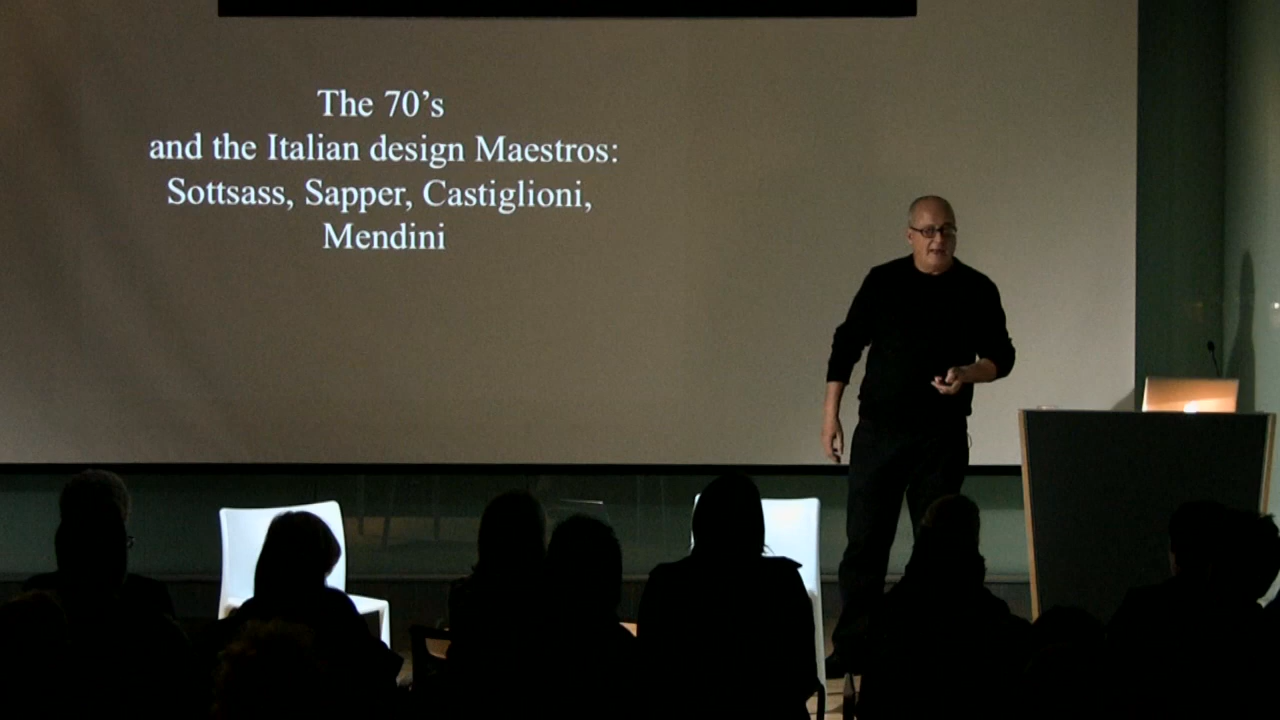 The 70’s
and the Italian design Maestros:
Sottsass, Sapper, Castiglioni,
Mendini